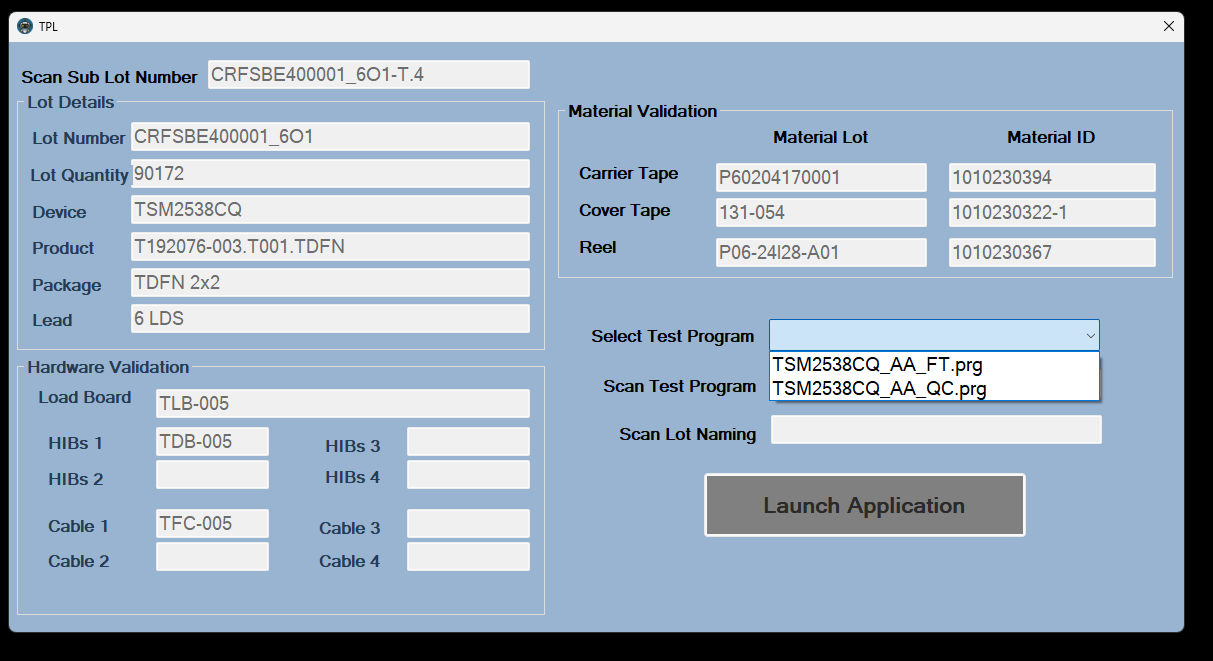 TPL
Scan Sub Lot Number CRFSBE400001_6O1-T.4
Lot Details
Lot Number CRFSBE400001_6O1
Lot Quantity 90172
Device TSM2538CQ
Product T192076-003.T001.TDFN
Package TDFN 2x2
Lead 6 LDS
Hardware Validation
Load Board TLB-005
HIBs 1 TDB-005 HIBs 3
HIBs 2 HIBs 4
Cable 1 TFC-005 Cable 3
Cable 2 Cable 4
Material Validation
Material Lot Material ID
Carrier Tape P60204170001 1010230394
Cover Tape 131-054 1010230322-1
Reel P06-24I28-A01 1010230367
Select Test Program
TSM2538CQ_AA_FT.prg
TSM2538CQ_AA_QC.prg
Scan Test Program
Scan Lot Naming
Launch Application